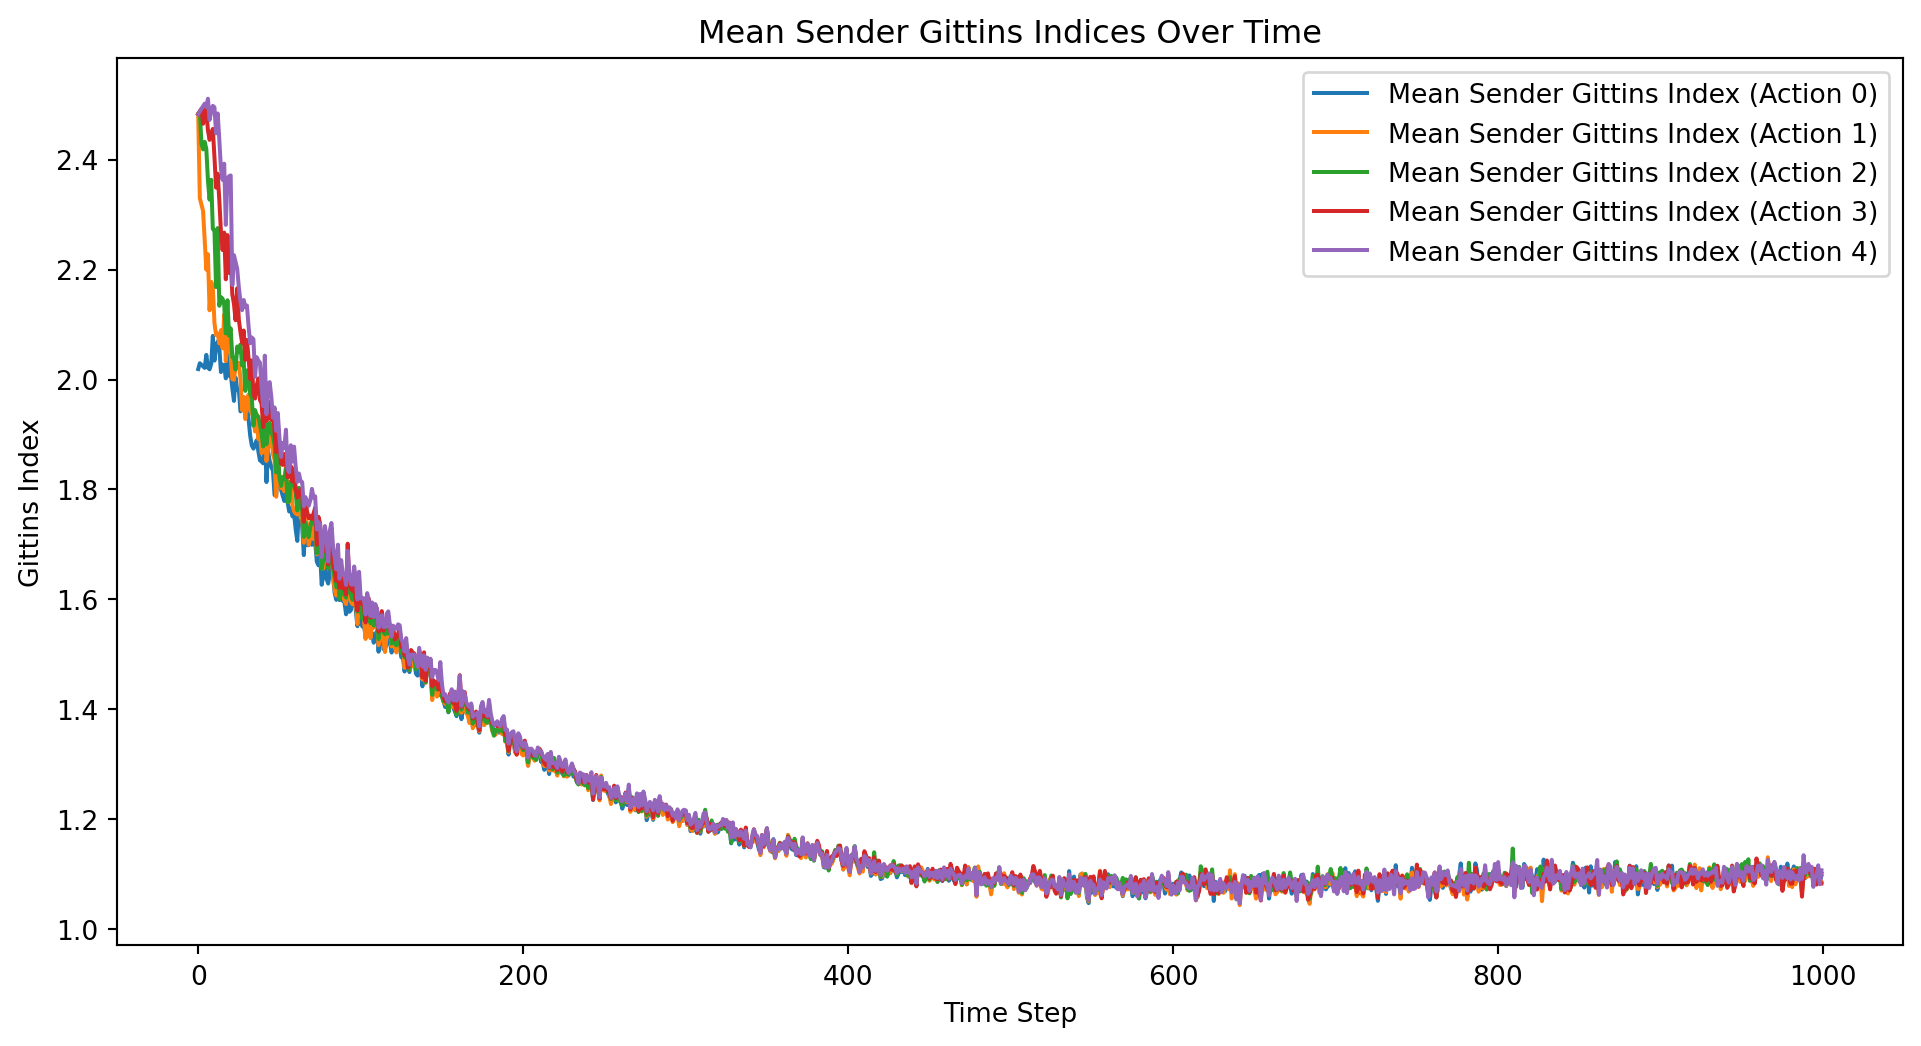 Mean Sender Gittins Indices Over Time
Mean Sender Gittins Index (Action 0)
Mean Sender Gittins Index (Action 1)
Mean Sender Gittins Index (Action 2)
Mean Sender Gittins Index (Action 3)
Mean Sender Gittins Index (Action 4)
Gittins Index
2.4
2.2
2.0
1.8
1.6
1.4
1.2
1.0
0 200 400 600 800 1000
Time Step